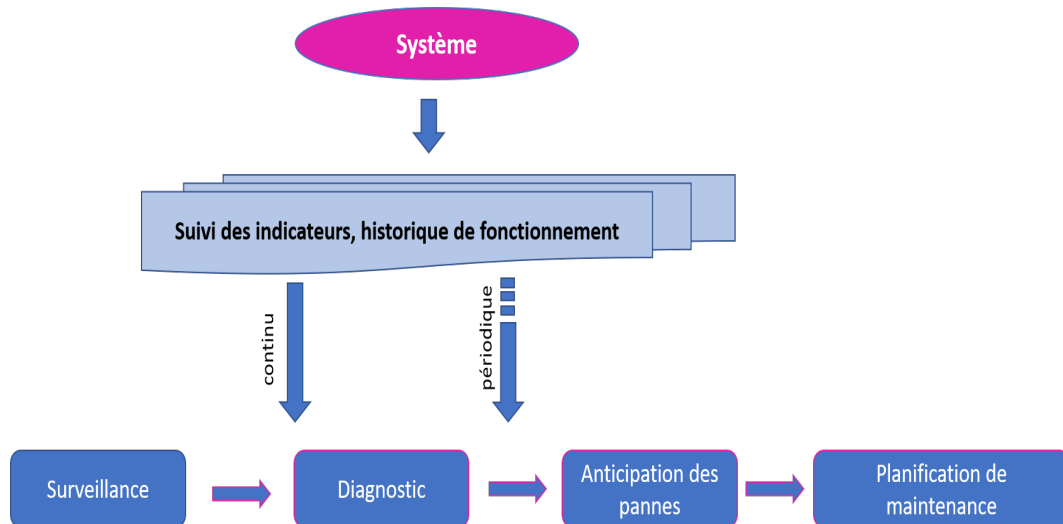 Système
Suivi des indicateurs, historique de fonctionnement
continu
périodique
Surveillance
Diagnostic
Anticipation des
pannes
Planification de
maintenance